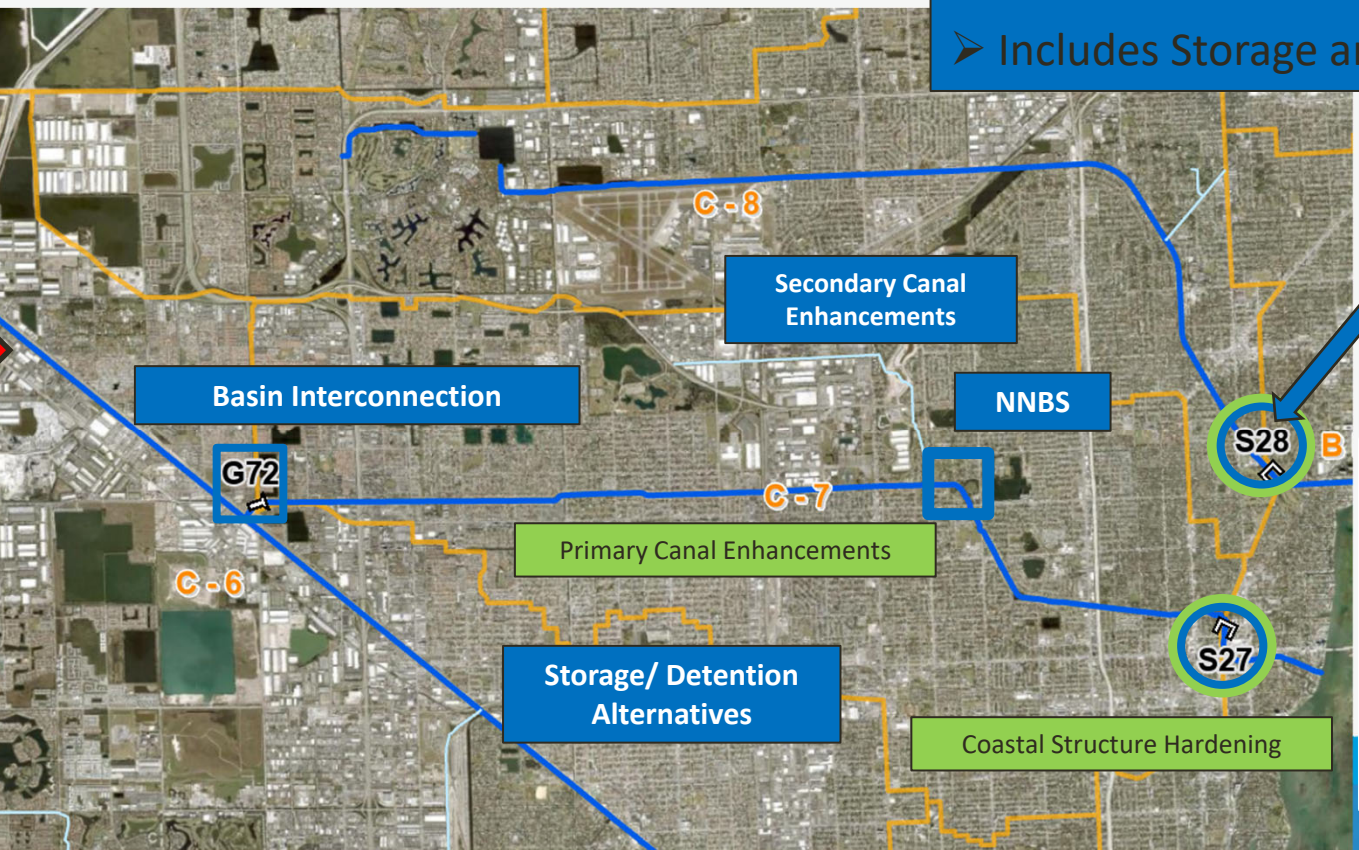 ➢ Includes Storage
C - 8
Secondary Canal
Enhancements
Basin Interconnection
NNBS
S28
B
G72
C - 7
Primary Canal Enhancements
C - 6
S27
Storage/ Detention
Alternatives
Coastal Structure Hardening